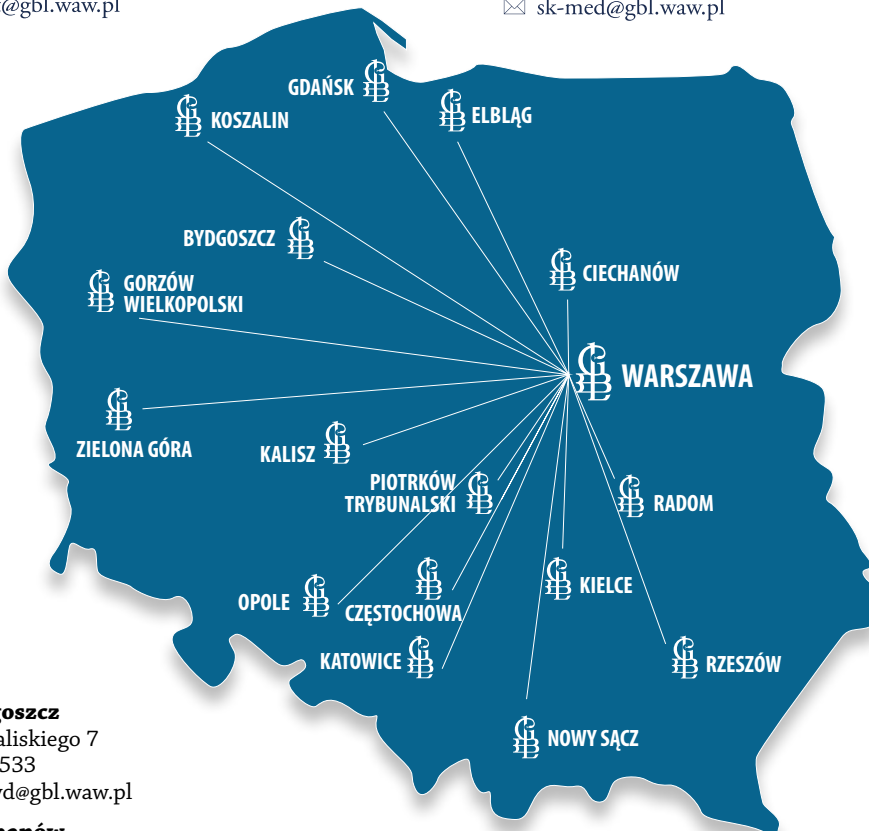 @gbl.waw.pl
sk-med@gbl.waw.pl
GDAŃSK
KOSZALIN
ELBLĄG
BYDGOSZCZ
CIECHANÓW
GORZÓW
WIELKOPOLSKI
WARSZAWA
ZIELONA GÓRA
KALISZ
PIOTRKÓW
TRYBUNALSKI
RADOM
OPOLE
CZĘSTOCHOWA
KIELCE
KATOWICE
RZESZÓW
NOWY SĄCZ
goszcz
aliskiego 7
533
d@gbl.waw.pl